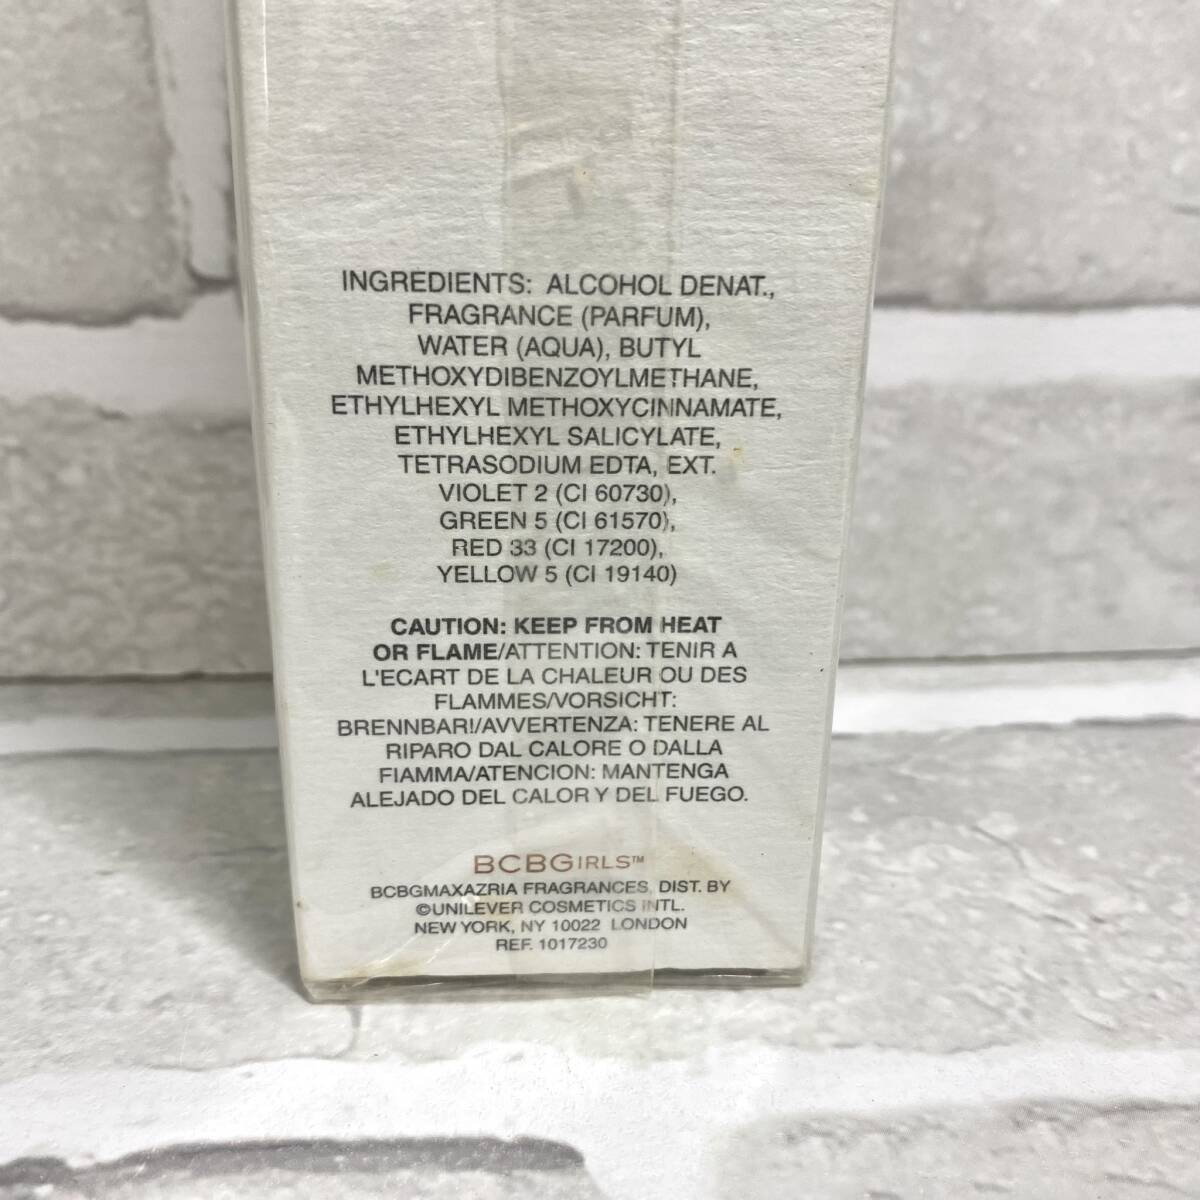 INGREDIENTS: ALCOHOL DENAT.,
FRAGRANCE (PARFUM),
WATER (AQUA), BUTYL
METHOXYDIBENZOYLMETHANE,
ETHYLHEXYL METHOXYCINNAMATE,
ETHYLHEXYL SALICYLATE,
TETRASODIUM EDTA, EXT.
VIOLET 2 (CI 60730),
GREEN 5 (CI 61570),
RED 33 (CI 17200),
YELLOW 5 (CI 19140)
CAUTION: KEEP FROM HEAT
OR FLAME/ATTENTION: TENIR A
L'ECART DE LA CHALEUR OU DES
FLAMMES/VORSICHT:
BRENNBAR!/AVVERTENZA: TENERE AL
RIPARO DAL CALORE O DALLA
FIAMMA/ATENCION: MANTENGA
ALEJADO DEL CALOR Y DEL FUEGO.
BCBGIRLS™
BCBGMAXAZRIA FRAGRANCES. DIST. BY
©UNILEVER COSMETICS INTL.
NEW YORK, NY 10022 LONDON
REF. 1017230